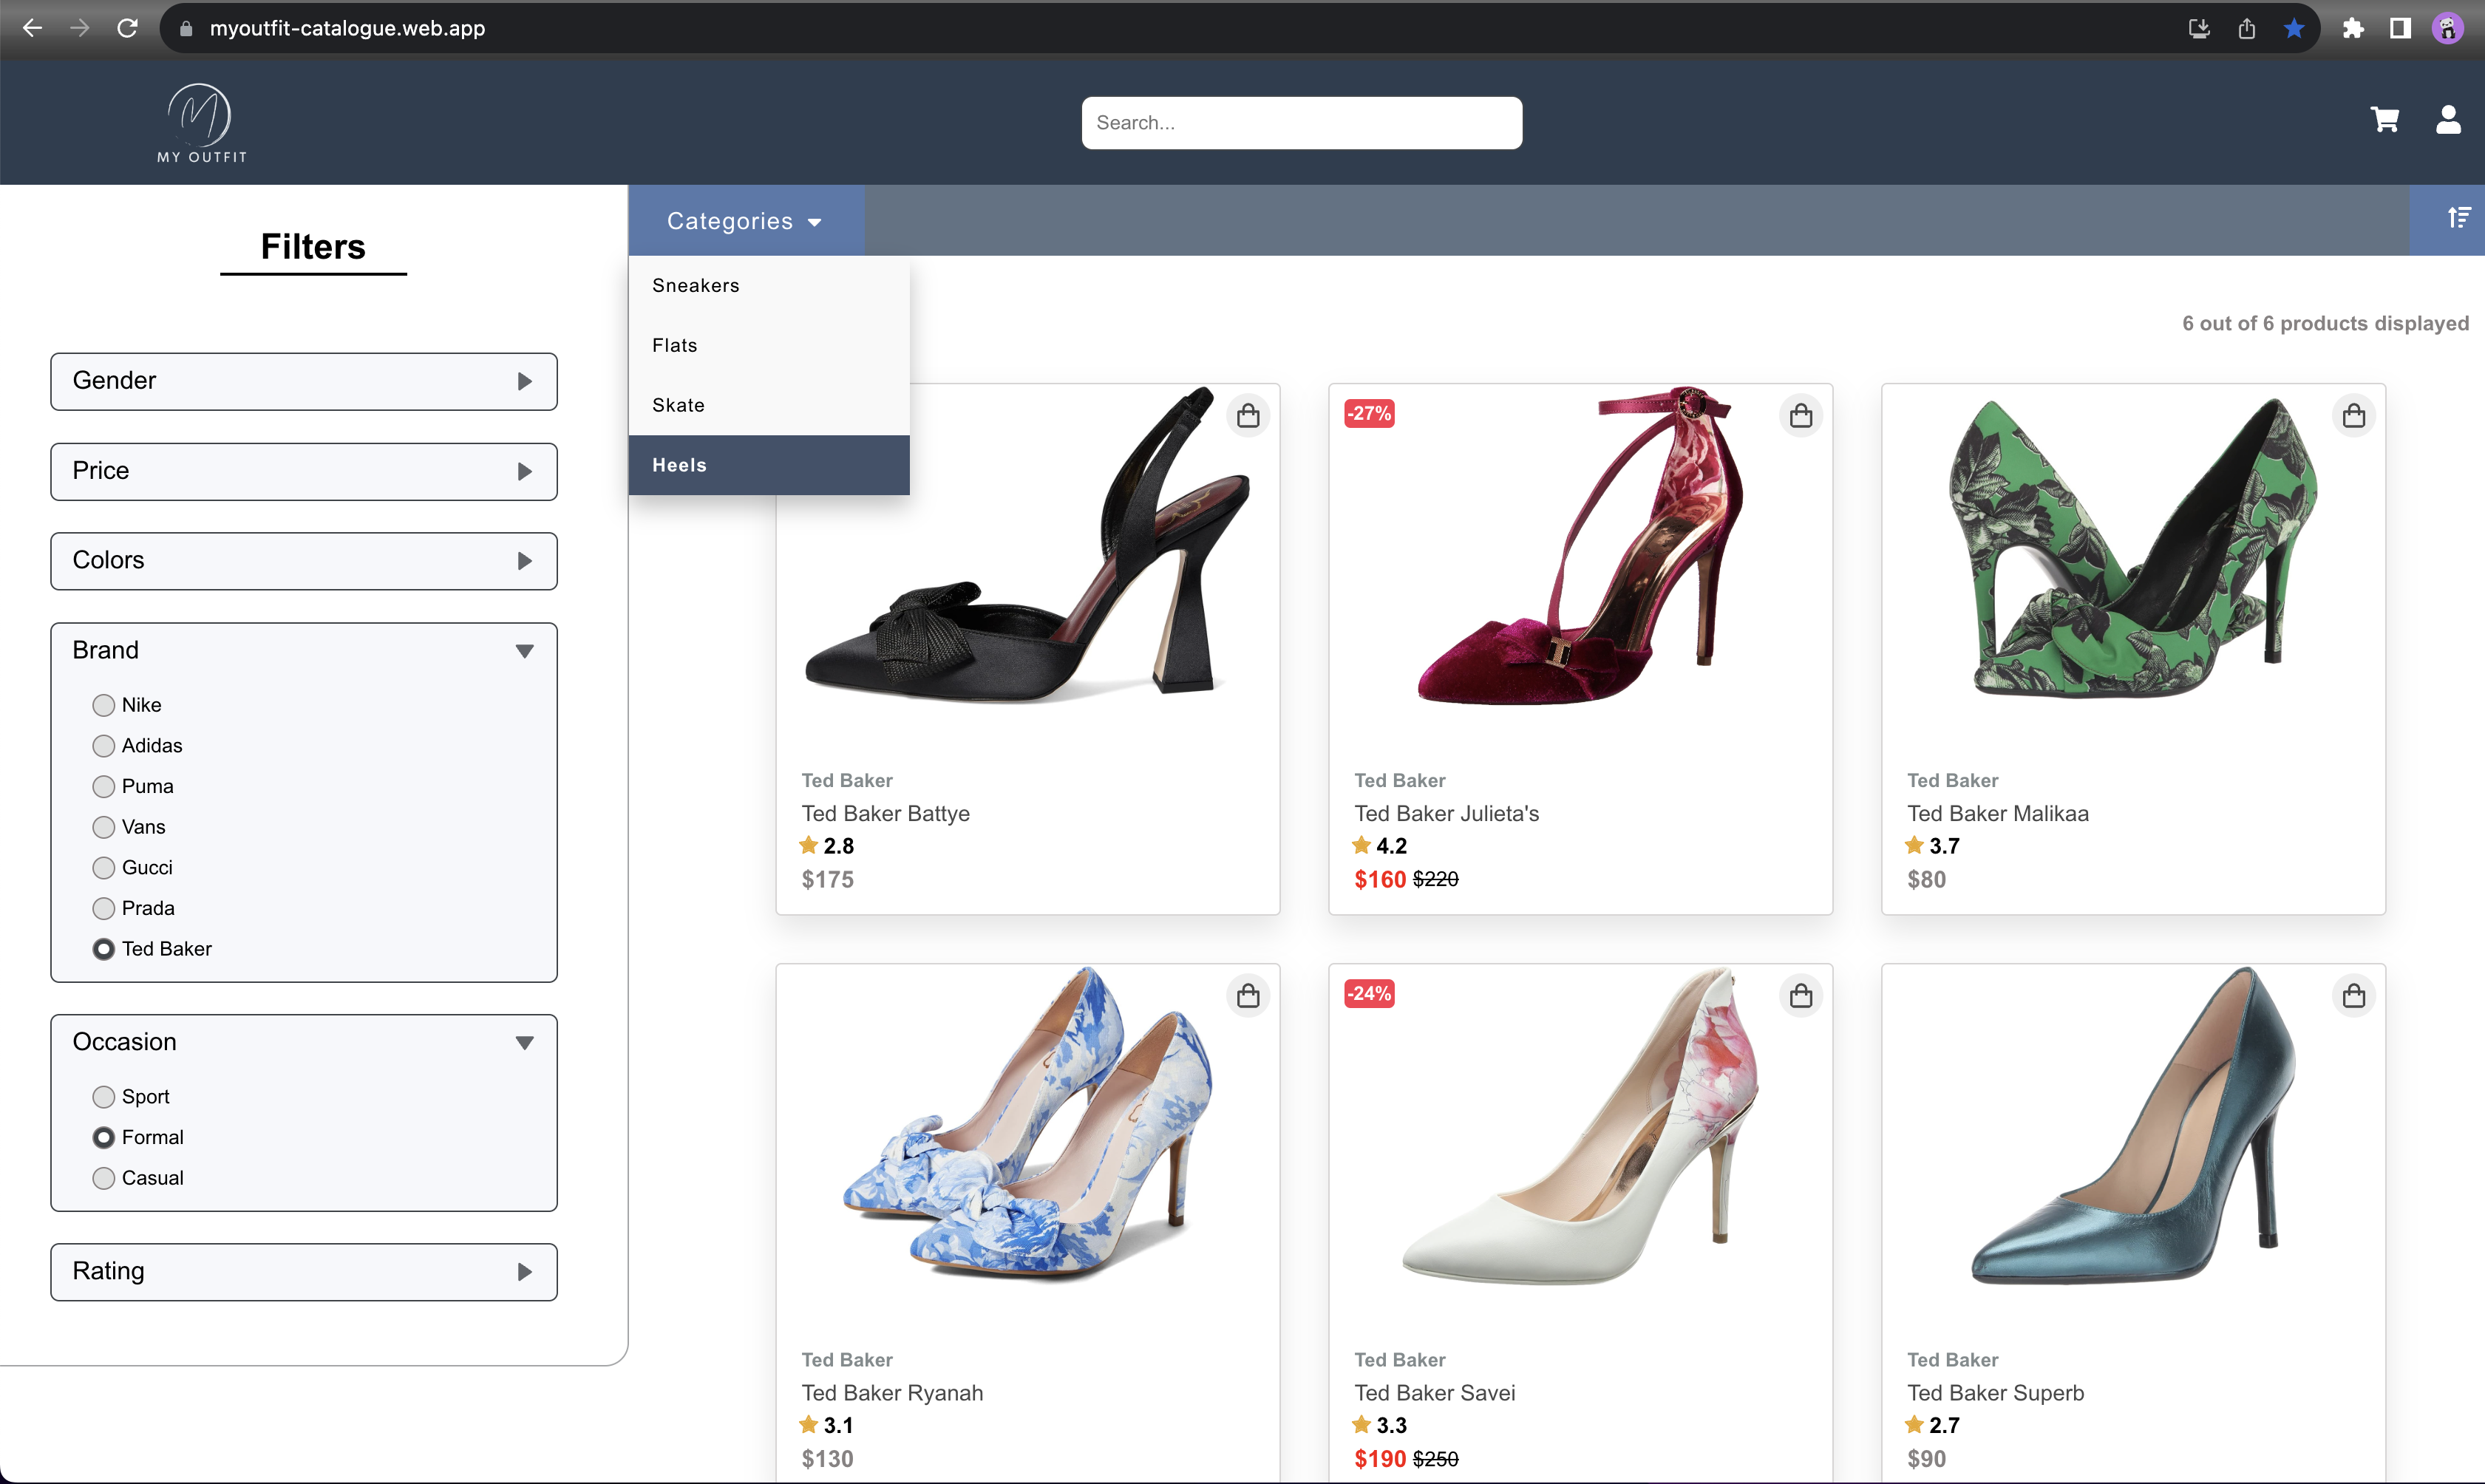 myoutfit-catalogue.web.app
MY OUTFIT
Search...
Filters
Gender
Price
Colors
Brand
Nike
Adidas
Puma
Vans
Gucci
Prada
Ted Baker
Occasion
Sport
Formal
Casual
Rating
Categories
Sneakers
Flats
Skate
Heels
6 out of 6 products displayed
Ted Baker
Ted Baker Battye
2.8
$175
-27%
Ted Baker
Ted Baker Julieta's
4.2
$160 $220
Ted Baker
Ted Baker Malikaa
3.7
$80
Ted Baker
Ted Baker Ryanah
3.1
$130
-24%
Ted Baker
Ted Baker Savei
3.3
$190 $250
Ted Baker
Ted Baker Superb
2.7
$90